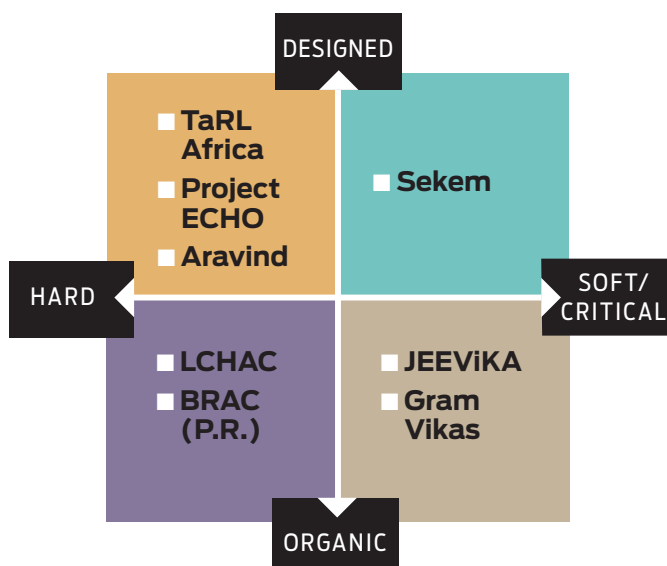 DESIGNED
TaRL
Africa
Project
ECHO
Aravind
Sekem
HARD
SOFT/
CRITICAL
LCHAC
BRAC
(P.R.)
JEEViKA
Gram
Vikas
ORGANIC